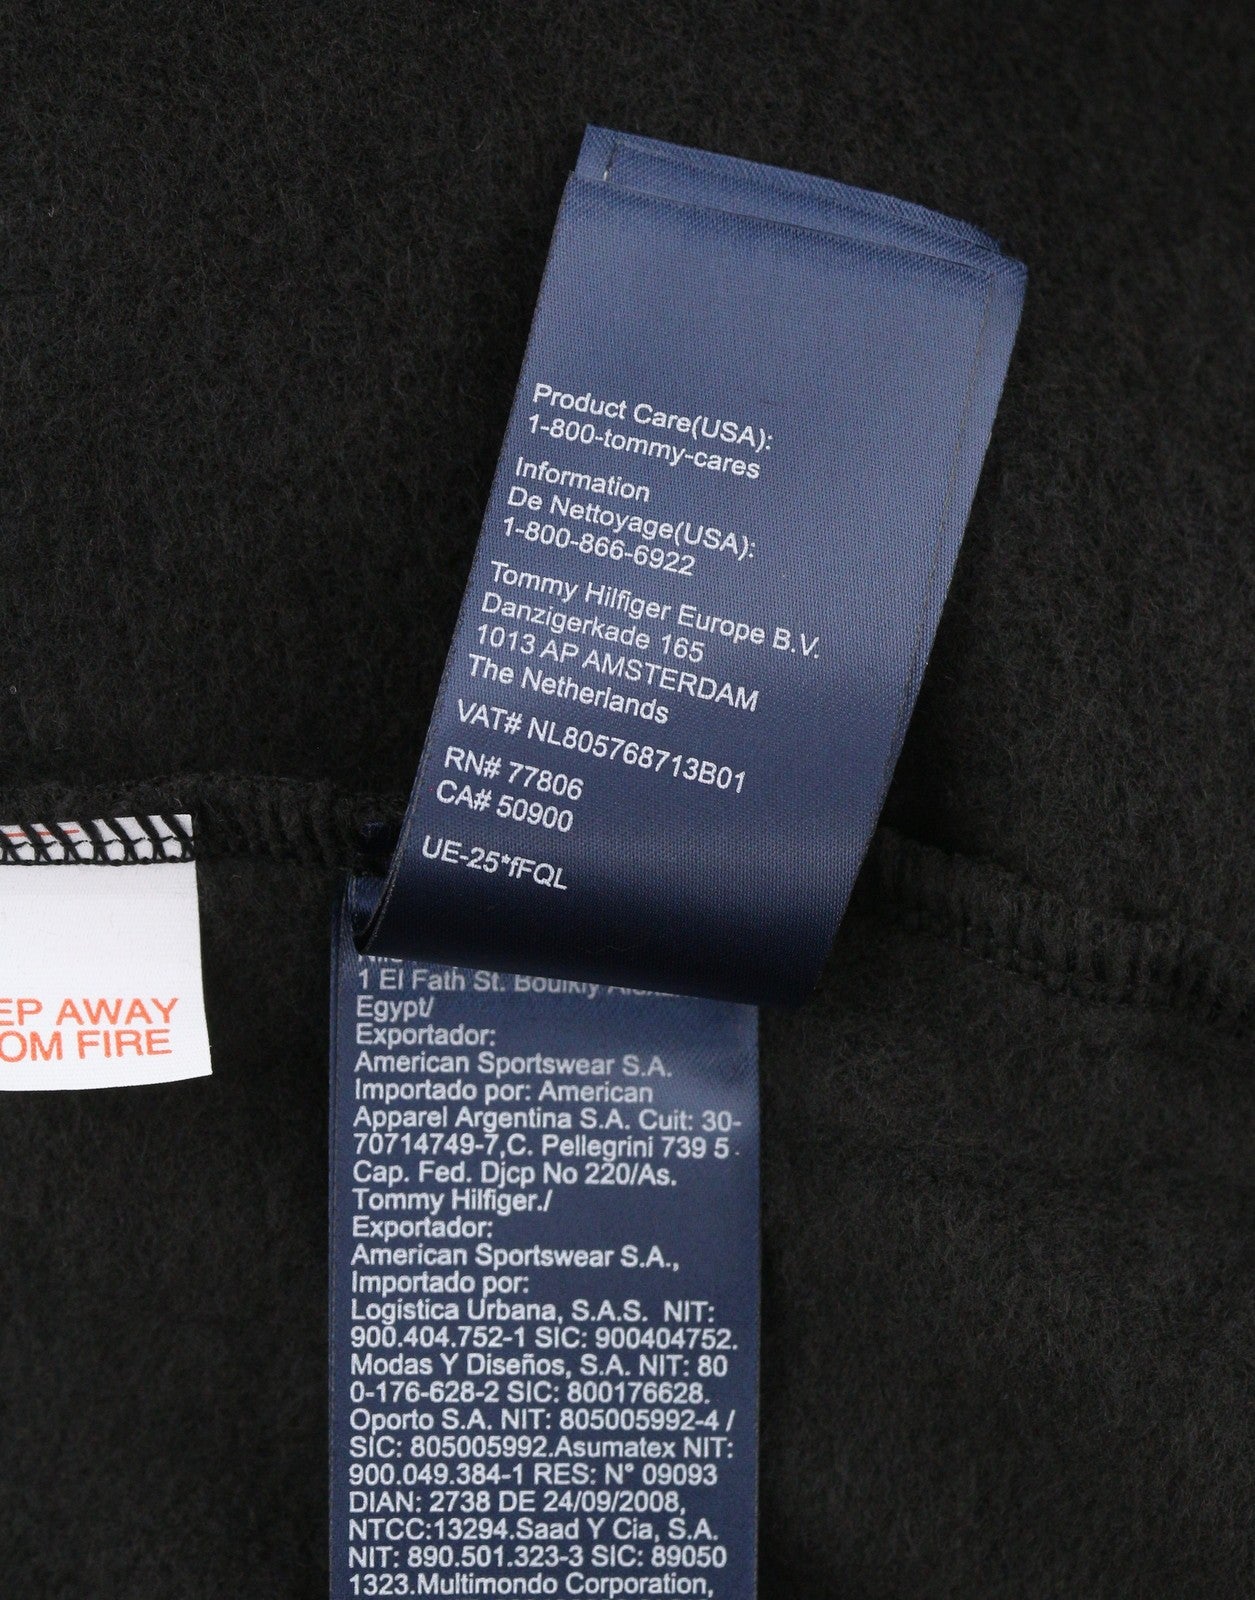 Product Care(USA):
1-800-tommy-cares
Information
De Nettoyage(USA):
1-800-866-6922
Tommy Hilfiger Europe B.V.
Danzigerkade 165
1013 AP AMSTERDAM
The Netherlands
VAT# NL805768713B01
RN# 77806
CA# 50900
UE-25*fFQL
EP AWAY
OM FIRE
1 El Fath St. Boulkly
Egypt/
Exportador:
American Sportswear S.A.
Importado por: American
Apparel Argentina S.A. Cuit: 30-
70714749-7,C. Pellegrini 739 5
Cap. Fed. Djcp No 220/As.
Tommy Hilfiger./
Exportador:
American Sportswear S.A.,
Importado por:
Logistica Urbana, S.A.S. NIT:
900.404.752-1 SIC: 900404752.
Modas Y Diseños, S.A. NIT: 80
0-176-628-2 SIC: 800176628.
Oporto S.A. NIT: 805005992-4 /
SIC: 805005992.Asumatex NIT:
900.049.384-1 RES: N° 09093
DIAN: 2738 DE 24/09/2008,
NTCC:13294.Saad Y Cia, S.A.
NIT: 890.501.323-3 SIC: 89050
1323.Multimondo Corporation,